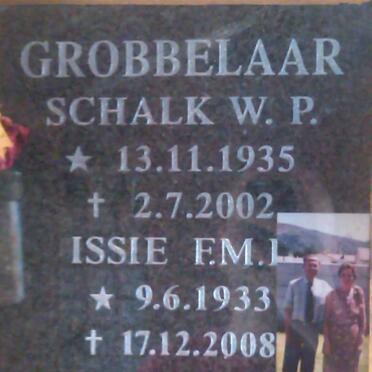 GROBBELAAR
SCHALK W. P.
★ 13.11.1935
† 2.7.2002
ISSIE F.M.
★ 9.6.1933
† 17.12.2008